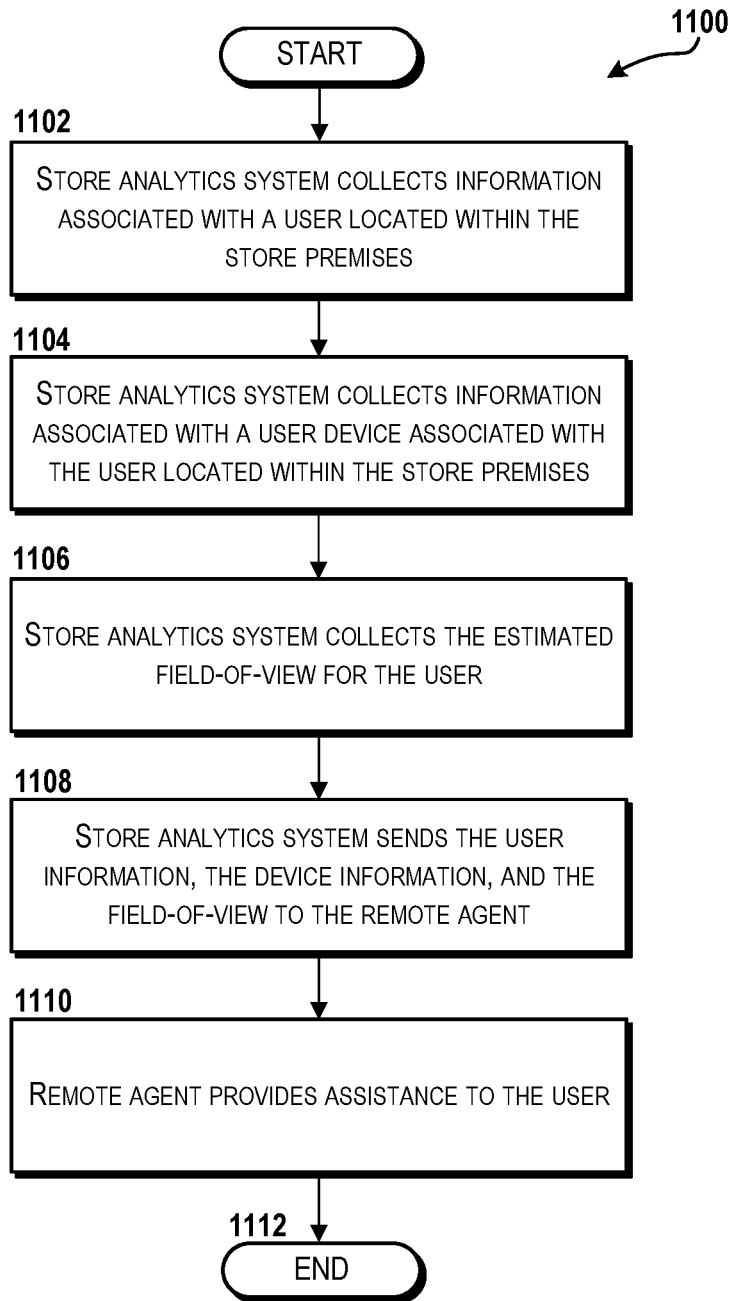 1100
START
1102
STORE ANALYTICS SYSTEM COLLECTS INFORMATION
ASSOCIATED WITH A USER LOCATED WITHIN THE
STORE PREMISES
1104
STORE ANALYTICS SYSTEM COLLECTS INFORMATION
ASSOCIATED WITH A USER DEVICE ASSOCIATED WITH
THE USER LOCATED WITHIN THE STORE PREMISES
1106
STORE ANALYTICS SYSTEM COLLECTS THE ESTIMATED
FIELD-OF-VIEW FOR THE USER
1108
STORE ANALYTICS SYSTEM SENDS THE USER
INFORMATION, THE DEVICE INFORMATION, AND THE
FIELD-OF-VIEW TO THE REMOTE AGENT
1110
REMOTE AGENT PROVIDES ASSISTANCE TO THE USER
1112
END